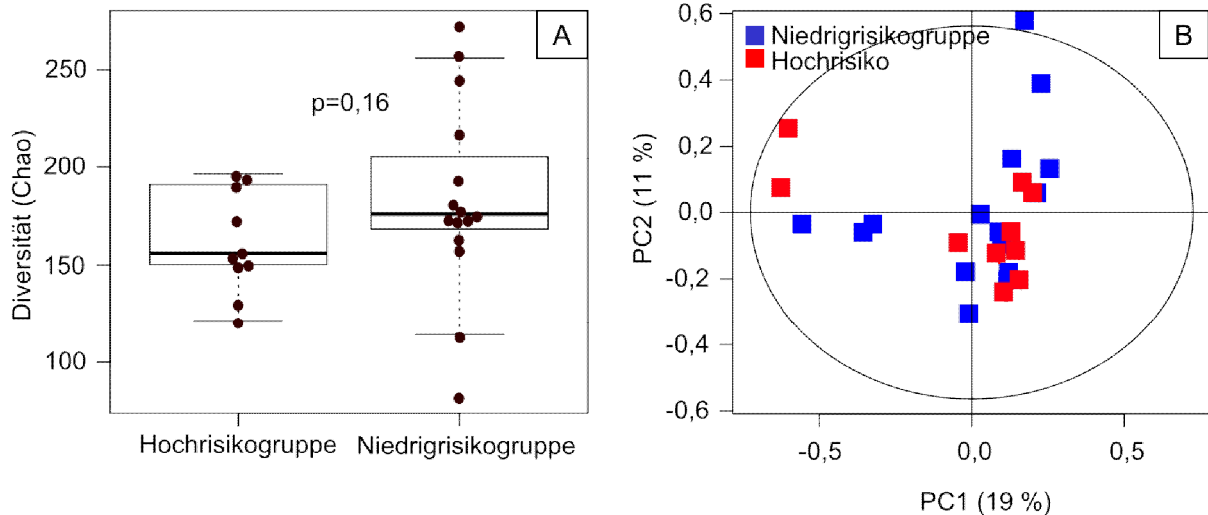 A
250
200
150
100
Diversität (Chao)
p=0,16
Hochrisikogruppe
Niedrigrisikogruppe
B
Niedrigrisikogruppe
Hochrisiko
0,6
0,4
0,2
0,0
-0,2
-0,4
-0,6
PC2 (11 %)
-0,5
0,0
0,5
PC1 (19 %)